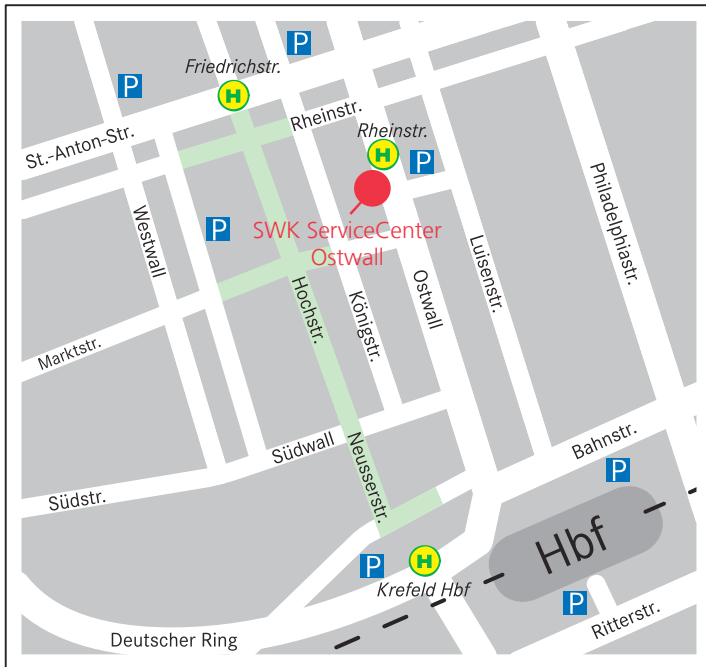 P
Friedrichstr.
P
H
St.-Anton-Str.
Rheinstr.
Rheinstr.
H
P
Philadelphiastr.
Westwall
P
SWK ServiceCenter
Ostwall
Luisenstr.
Hochstr.
Königstr.
Ostwall
Marktstr.
Südwall
Neusserstr.
Bahnstr.
P
Südstr.
Hbf
P
H
Krefeld Hbf
P
Ritterstr.
Deutscher Ring